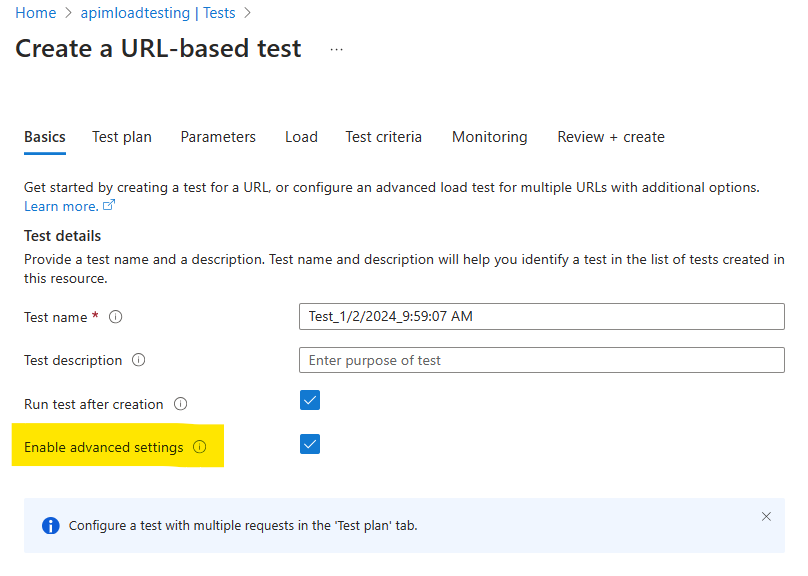 Home > apimloadtesting | Tests >
Create a URL-based test ...
Basics Test plan Parameters Load Test criteria Monitoring Review + create
Get started by creating a test for a URL, or configure an advanced load test for multiple URLs with additional options.
Learn more.
Test details
Provide a test name and a description. Test name and description will help you identify a test in the list of tests created in
this resource.
Test name *
Test_1/2/2024_9:59:07 AM
Test description
Enter purpose of test
Run test after creation
Enable advanced settings
Configure a test with multiple requests in the 'Test plan' tab.